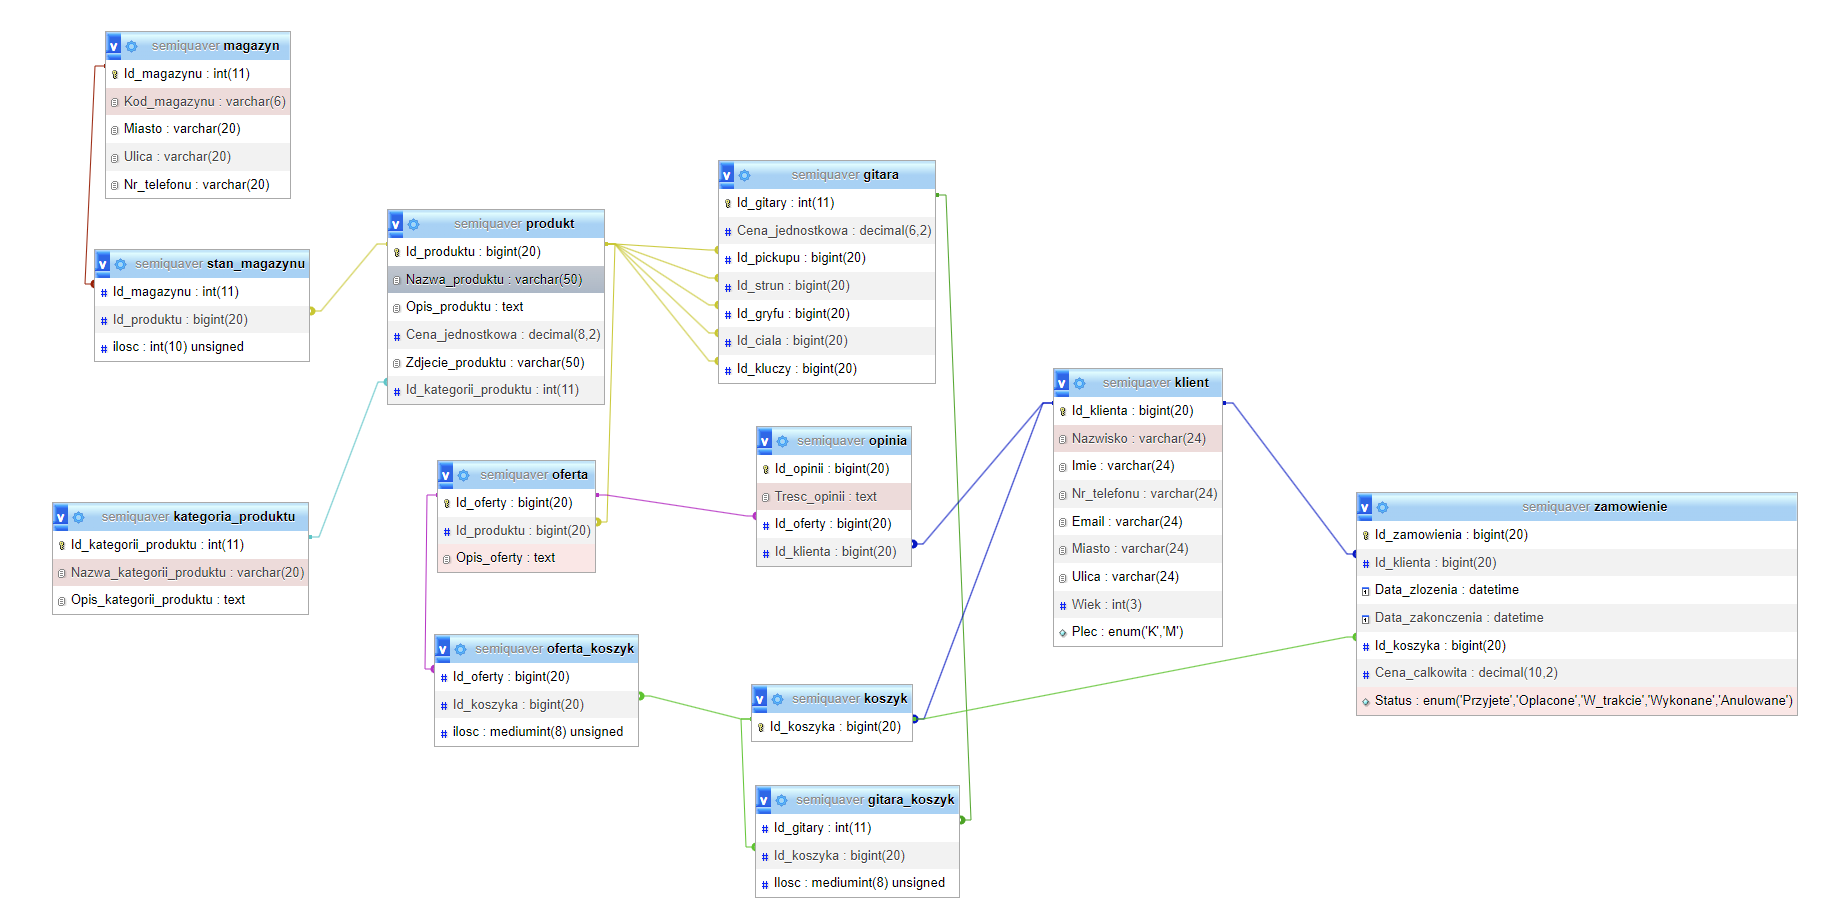 semiquaver magazyn
Id_magazynu : int(11)
Kod_magazynu : varchar(6)
Miasto : varchar(20)
Ulica : varchar(20)
Nr_telefonu : varchar(20)
semiquaver stan_magazynu
Id_magazynu : int(11)
Id_produktu : bigint(20)
ilosc : int(10) unsigned
semiquaver kategoria_produktu
Id_kategorii_produktu : int(11)
Nazwa_kategorii_produktu : varchar(20)
Opis_kategorii_produktu : text
semiquaver produkt
Id_produktu : bigint(20)
Nazwa_produktu : varchar(50)
Opis_produktu : text
Cena_jednostkowa : decimal(8,2)
Zdjecie_produktu : varchar(50)
Id_kategorii_produktu : int(11)
semiquaver oferta
Id_oferty : bigint(20)
Id_produktu : bigint(20)
Opis_oferty : text
semiquaver oferta_koszyk
Id_oferty : bigint(20)
Id_koszyka : bigint(20)
ilosc : mediumint(8) unsigned
semiquaver gitara
Id_gitary : int(11)
Cena_jednostkowa : decimal(6,2)
Id_pickupu : bigint(20)
Id_strun : bigint(20)
Id_gryfu : bigint(20)
Id_ciala : bigint(20)
Id_kluczy : bigint(20)
semiquaver opinia
Id_opinii : bigint(20)
Tresc_opinii : text
Id_oferty : bigint(20)
Id_klienta : bigint(20)
semiquaver koszyk
Id_koszyka : bigint(20)
semiquaver gitara_koszyk
Id_gitary : int(11)
Id_koszyka : bigint(20)
Ilosc : mediumint(8) unsigned
semiquaver klient
Id_klienta : bigint(20)
Nazwisko : varchar(24)
Imie : varchar(24)
Nr_telefonu : varchar(24)
Email : varchar(24)
Miasto : varchar(24)
Ulica : varchar(24)
Wiek : int(3)
Plec : enum('K','M')
semiquaver zamowienie
Id_zamowienia : bigint(20)
Id_klienta : bigint(20)
Data_zlozenia : datetime
Data_zakonczenia : datetime
Id_koszyka : bigint(20)
Cena_calkowita : decimal(10,2)
Status : enum('Przyjete','Oplacone','W_trakcie','Wykonane','Anulowane')